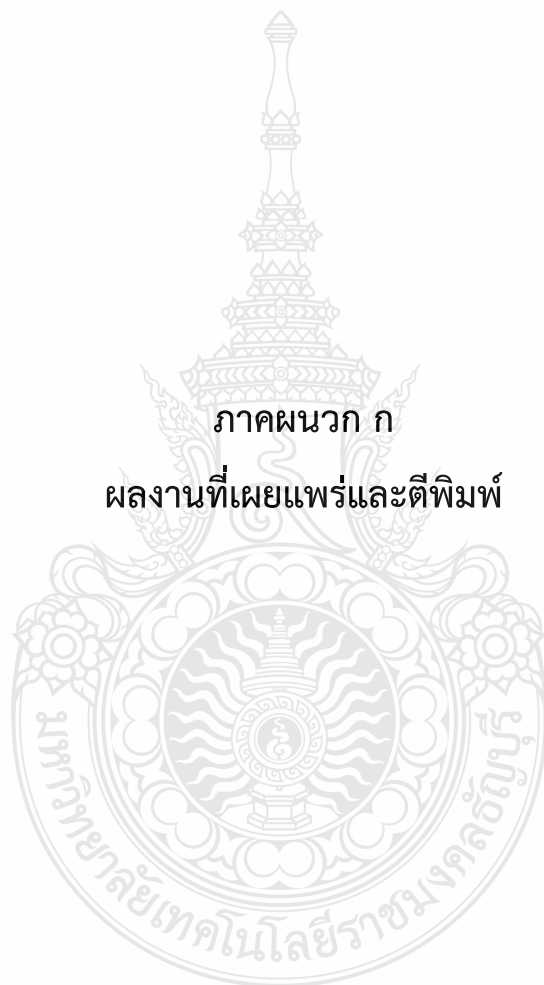 ภาคผนวก ก
ผลงานที่เผยแพร่และตีพิมพ์
มหาวิทยาลัยเทคโนโลยีราชมงคลธัญบุรี